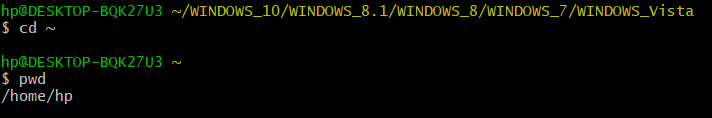 hp@DESKTOP-BQK27U3 ~/WINDOWS_10/WINDOWS_8.1/WINDOWS_8/WINDOWS_7/WINDOWS_Vista
$ cd ~
hp@DESKTOP-BQK27U3 ~
$ pwd
/home/hp